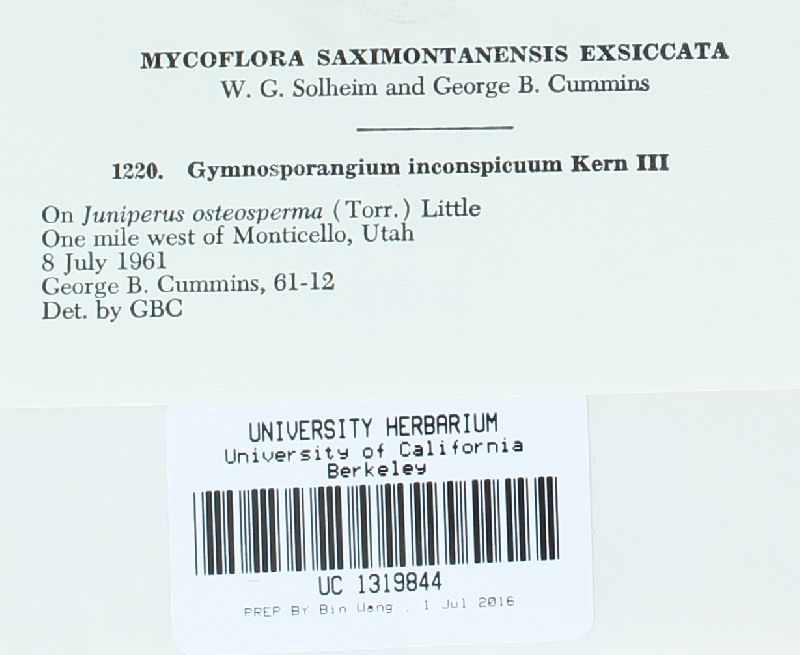 MYCOFLORA SAXIMONTANENSIS EXSICCATA
W. G. Solheim and George B. Cummins
1220. Gymnosporangium inconspicuum Kern III
On Juniperus osteosperma (Torr.) Little
One mile west of Monticello, Utah
8 July 1961
George B. Cummins, 61-12
Det. by GBC
UNIVERSITY HERBARIUM
University of California
Berkeley
UC 1319844
PREP BY Bin Wang , 1 Jul 2016